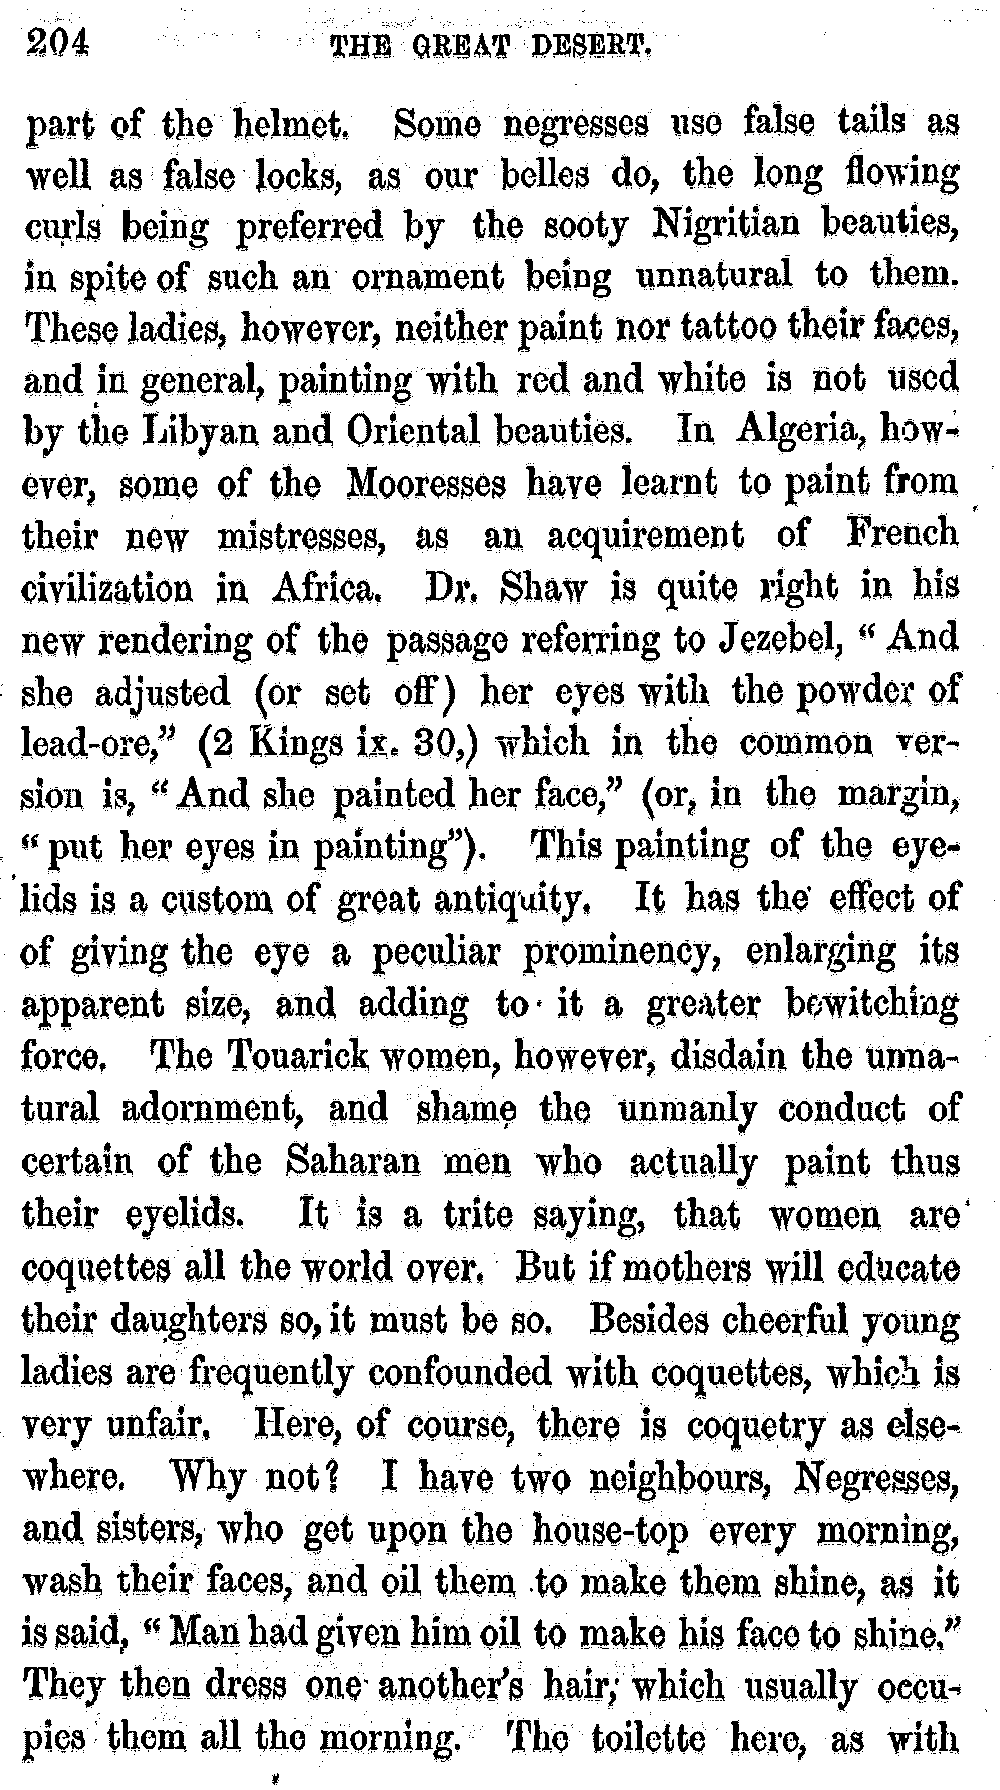 204 THE GREAT DESERT.
part of the helmet. Some negresses use false tails as
well as false locks, as our belles do, the long flowing
curls being preferred by the sooty Nigritian beauties,
in spite of such an ornament being unnatural to them.
These ladies, however, neither paint nor tattoo their faces,
and in general, painting with red and white is not used
by the Libyan and Oriental beauties. In Algeria, how-
ever, some of the Mooresses have learnt to paint from
their new mistresses, as an acquirement of French
civilization in Africa. Dr. Shaw is quite right in his
new rendering of the passage referring to Jezebel, “ And
she adjusted (or set off) her eyes with the powder of
lead-ore,” (2 Kings ix. 30,) which in the common ver-
sion is, “ And she painted her face,” (or, in the margin,
“ put her eyes in painting”). This painting of the eye-
lids is a custom of great antiquity. It has the effect of
of giving the eye a peculiar prominency, enlarging its
apparent size, and adding to it a greater bewitching
force. The Touarick women, however, disdain the unna-
tural adornment, and shame the unmanly conduct of
certain of the Saharan men who actually paint thus
their eyelids. It is a trite saying, that women are
coquettes all the world over. But if mothers will educate
their daughters so, it must be so. Besides cheerful young
ladies are frequently confounded with coquettes, which is
very unfair. Here, of course, there is coquetry as else-
where. Why not? I have two neighbours, Negresses,
and sisters, who get upon the house-top every morning,
wash their faces, and oil them to make them shine, as it
is said, “ Man had given him oil to make his face to shine.”
They then dress one another's hair, which usually occu-
pies them all the morning. The toilette here, as with